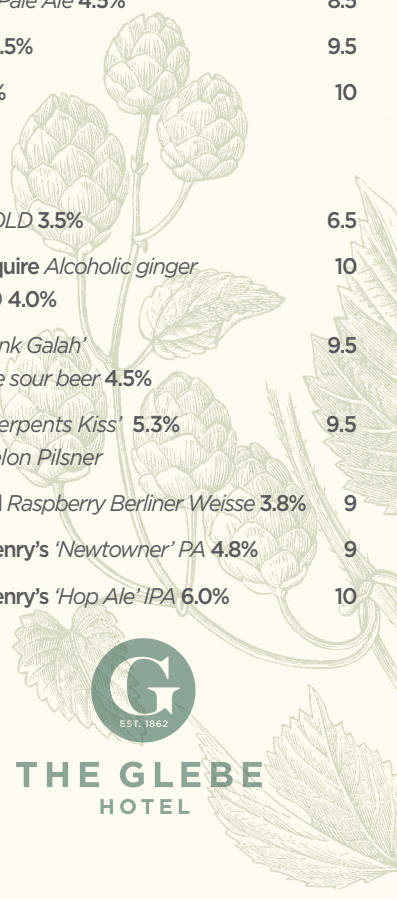 Pale Ale 4.5% 8.5
.5% 9.5
% 10
OLD 3.5% 6.5
quire Alcoholic ginger 10
4.0%
nk Galah’ 9.5
e sour beer 4.5%
erpents Kiss’ 5.3% 9.5
elon Pilsner
Raspberry Berliner Weisse 3.8% 9
enry’s ‘Newtowner’ PA 4.8% 9
enry’s ‘Hop Ale’ IPA 6.0% 10
G
EST. 1862
THE GLEBE
HOTEL